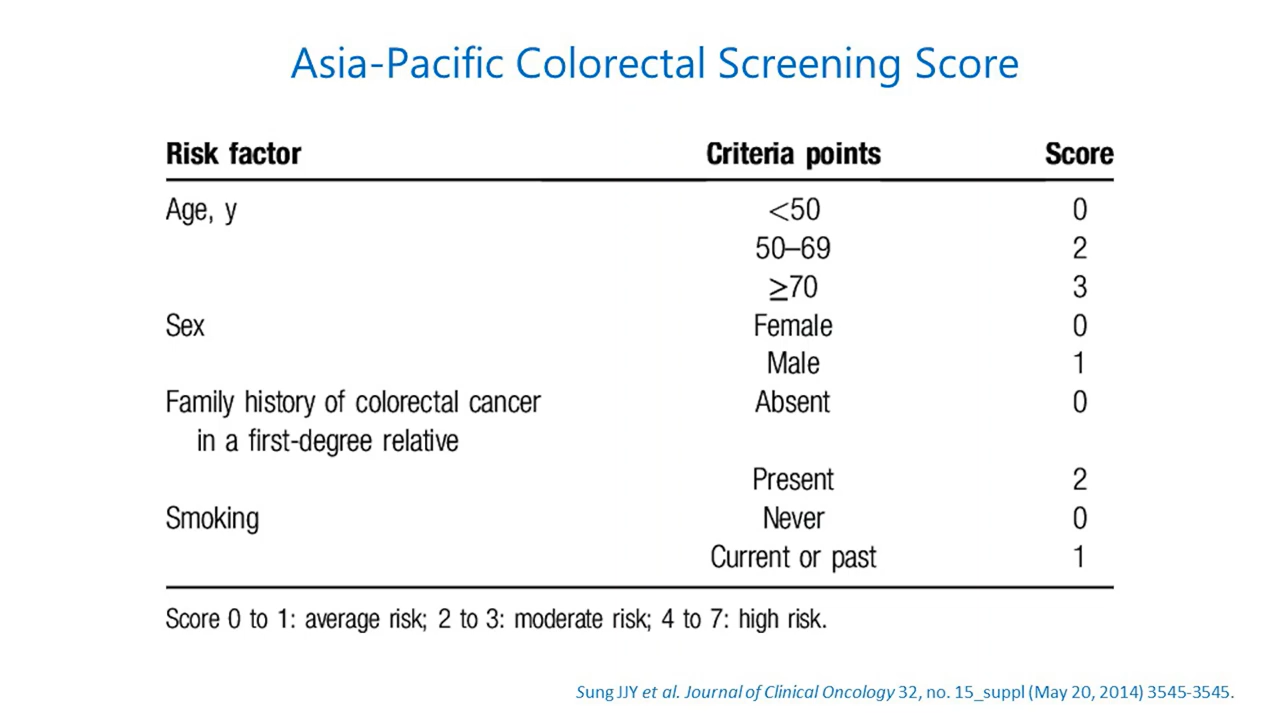 Asia-Pacific Colorectal Screening Score
Risk factor Criteria points Score
Age, y <50 0
50–69 2
≥70 3
Sex Female 0
Male 1
Family history of colorectal cancer Absent 0
in a first-degree relative
Present 2
Smoking Never 0
Current or past 1
Score 0 to 1: average risk; 2 to 3: moderate risk; 4 to 7: high risk.
Sung JJY et al. Journal of Clinical Oncology 32, no. 15_suppl (May 20, 2014) 3545-3545.